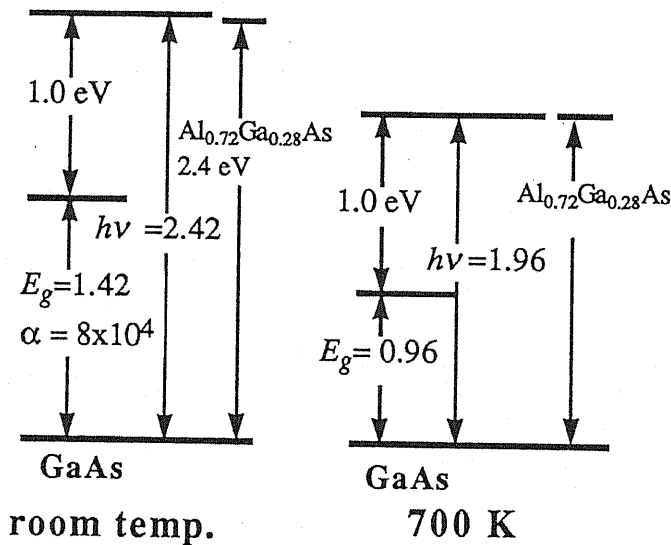 1.0 eV
Al0.72Ga0.28As
2.4 eV
hν =2.42
Eg=1.42
α = 8x10⁴
GaAs
room temp.
1.0 eV
Al0.72Ga0.28As
hν=1.96
Eg= 0.96
GaAs
700 K